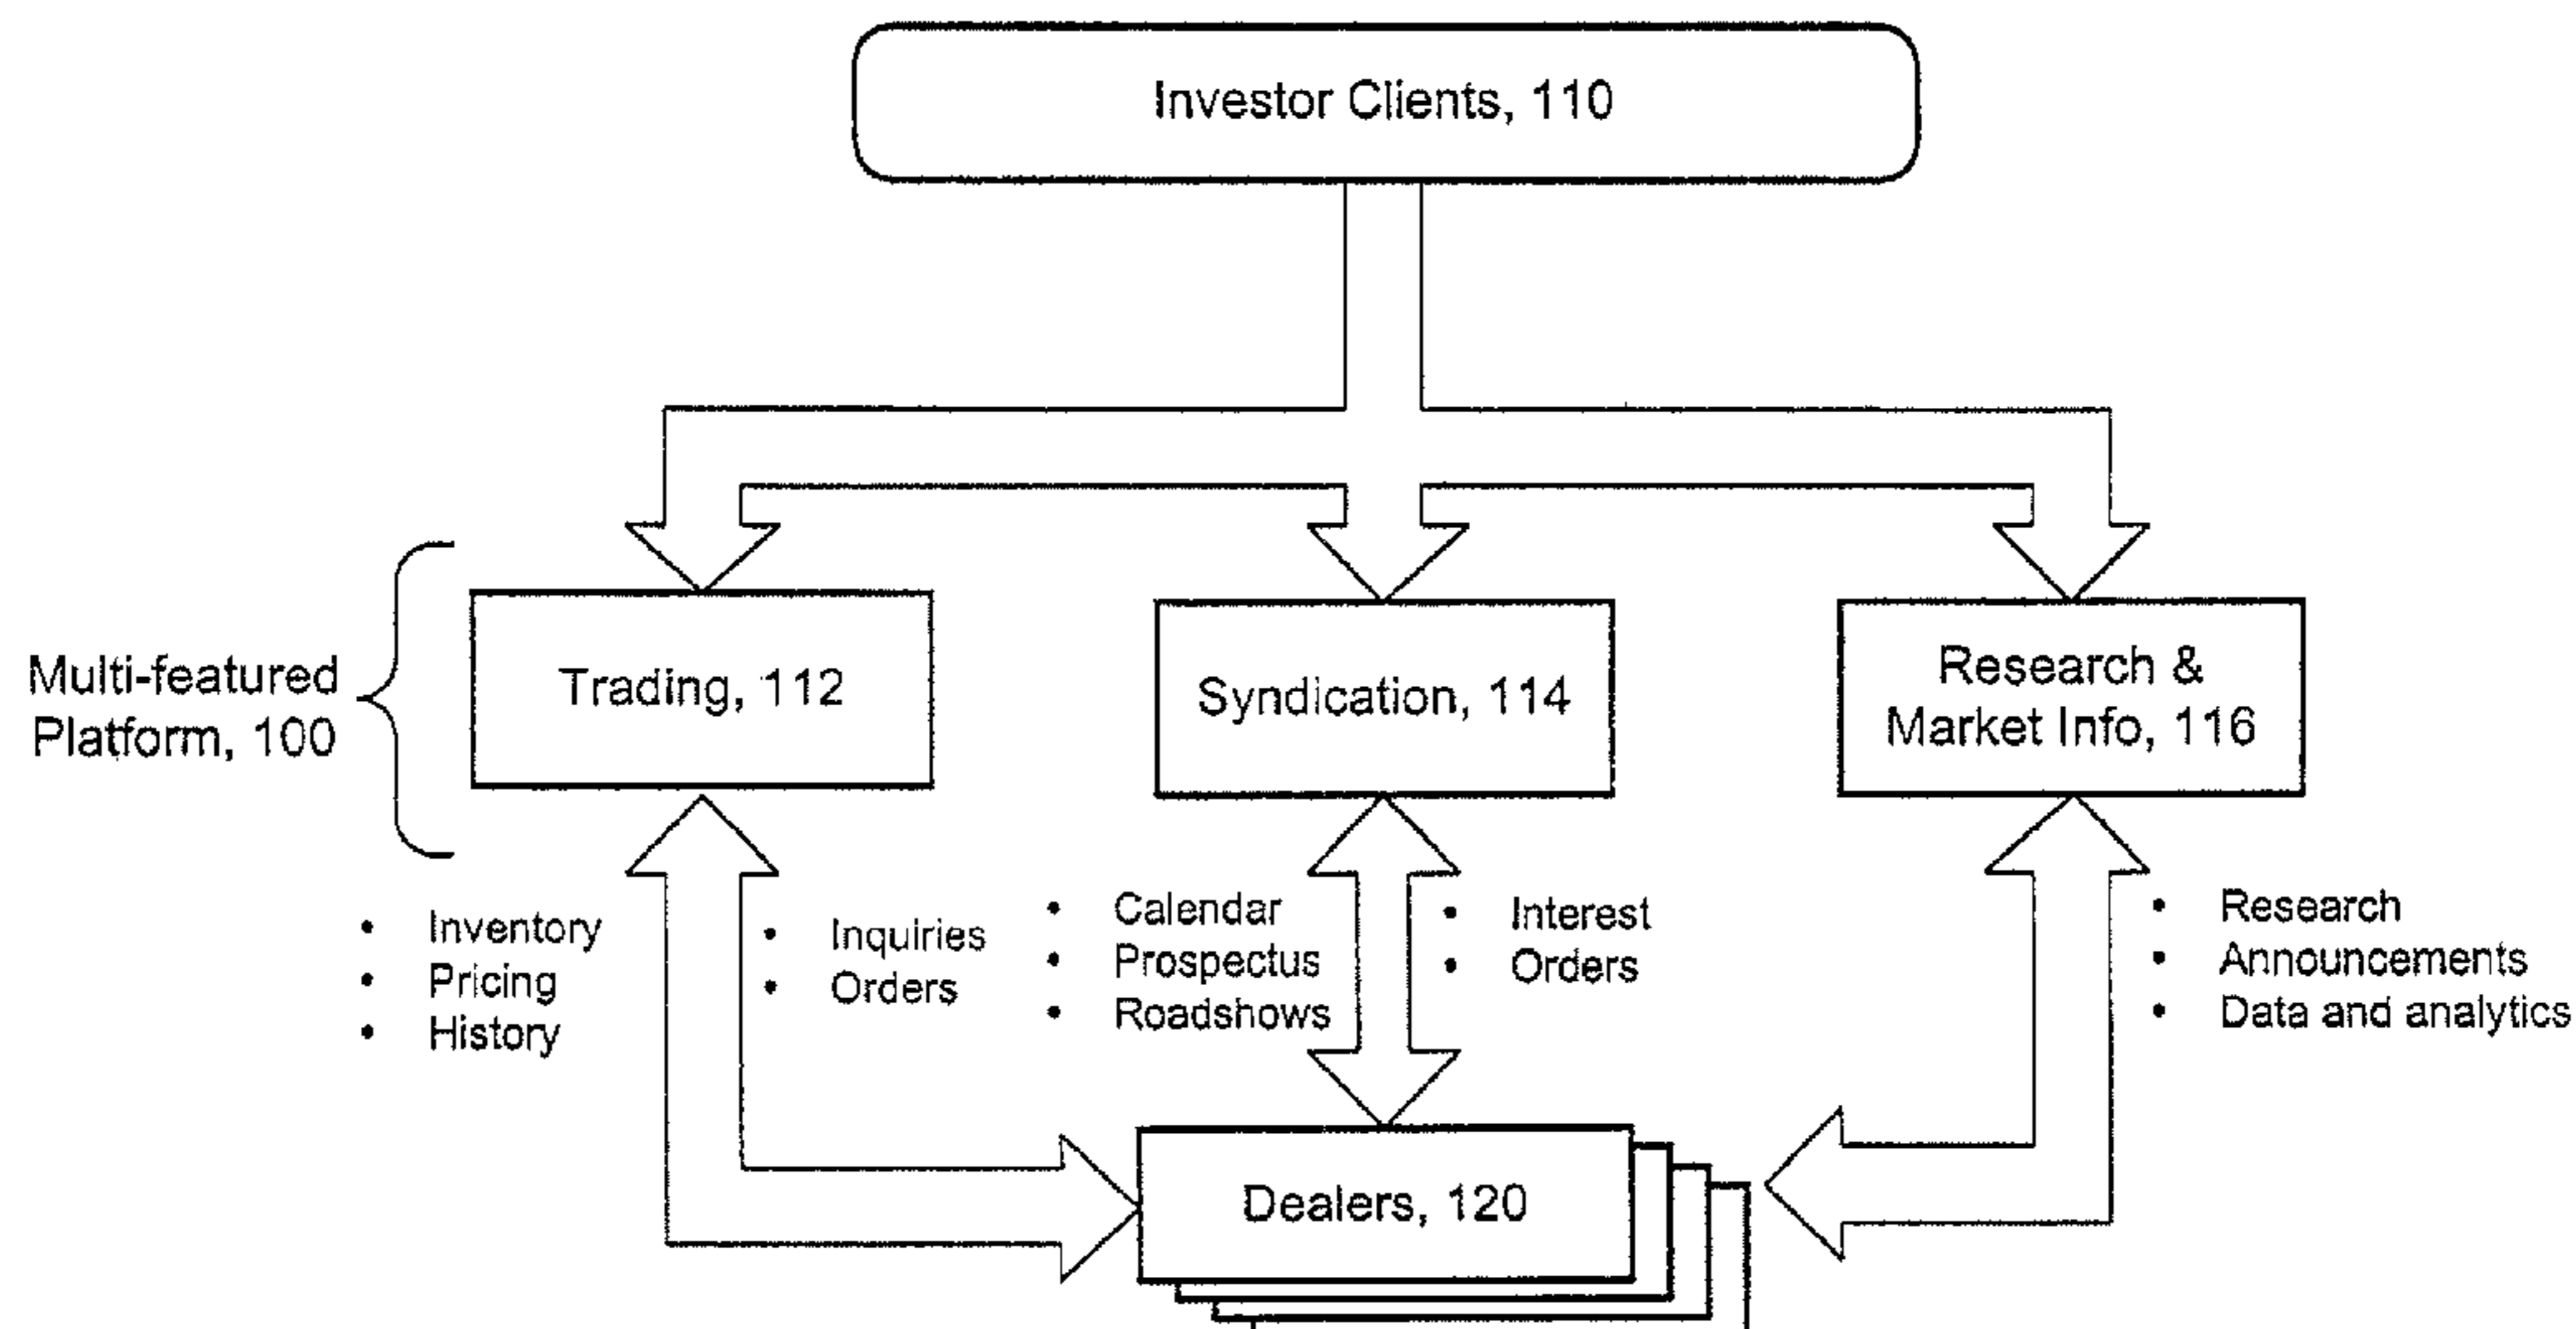 Investor Clients, 110
Multi-featured
Platform, 100
Trading, 112
Syndication, 114
Research &
Market Info, 116
• Inventory
• Pricing
• History
• Inquiries
• Orders
• Calendar
• Prospectus
• Roadshows
• Interest
• Orders
• Research
• Announcements
• Data and analytics
Dealers, 120